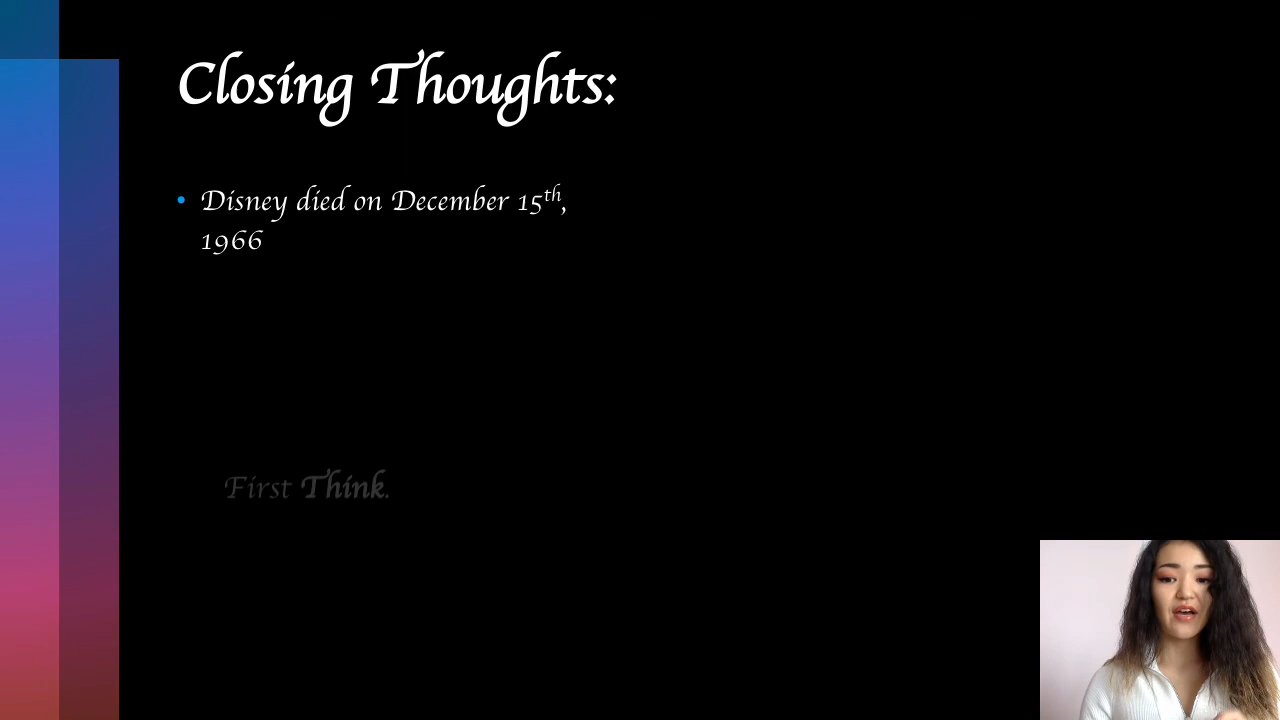 Closing Thoughts:
• Disney died on December 15th,
1966
First Think.